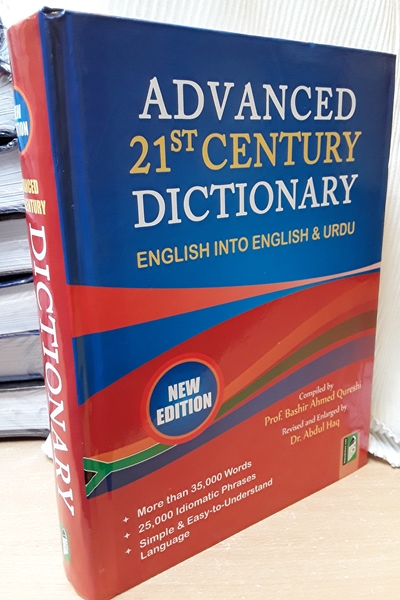 ADVANCED
21ST CENTURY
DICTIONARY
ENGLISH INTO ENGLISH & URDU
NEW
EDITION
Compiled by
Prof. Bashir Ahmed Qureshi
Revised and Enlarged by
Dr. Abdul Haq
+ More than 35,000 Words
+ 25,000 Idiomatic Phrases
+ Simple & Easy-to-Understand
Language
DICTIONARY